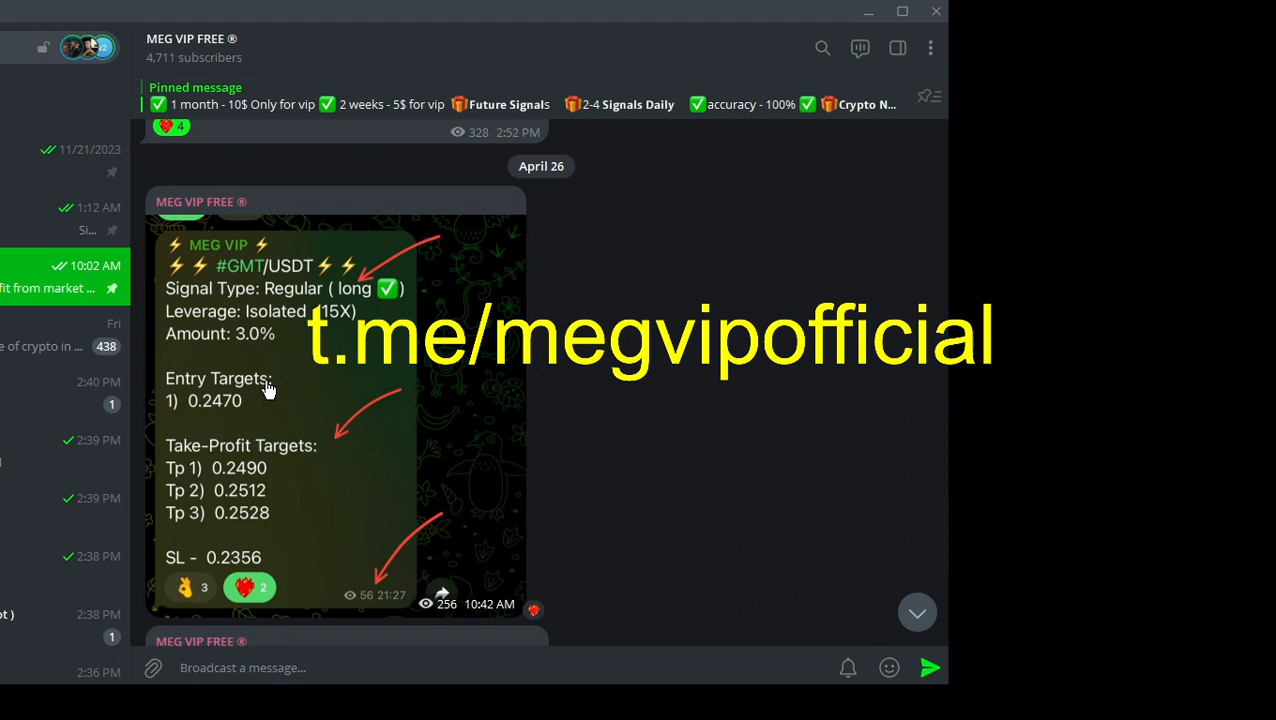 MEG VIP FREE ®
4,711 subscribers
Pinned message
✅ 1 month - 10$ Only for vip ✅ 2 weeks - 5$ for vip 🎁Future Signals 🎁2-4 Signals Daily ✅accuracy - 100% ✅ 🎁Crypto N...
4
328 2:52 PM
April 26
11/21/2023
1:12 AM
Si...
10:02 AM
fit from market ...
Fri
e of crypto in ... 438
2:40 PM
1
2:39 PM
2:39 PM
2:38 PM
ot ) 2:38 PM
1
2:36 PM
MEG VIP FREE ®
⚡ MEG VIP ⚡
⚡ ⚡ #GMT/USDT⚡ ⚡
Signal Type: Regular ( long ✅)
Leverage: Isolated 15X)
Amount: 3.0%
Entry Targets:
1) 0.2470
Take-Profit Targets:
Tp 1) 0.2490
Tp 2) 0.2512
Tp 3) 0.2528
SL - 0.2356
👌 3 2
56 21:27
256 10:42 AM
t.me/megvipofficial
MEG VIP FREE ®
Broadcast a message...